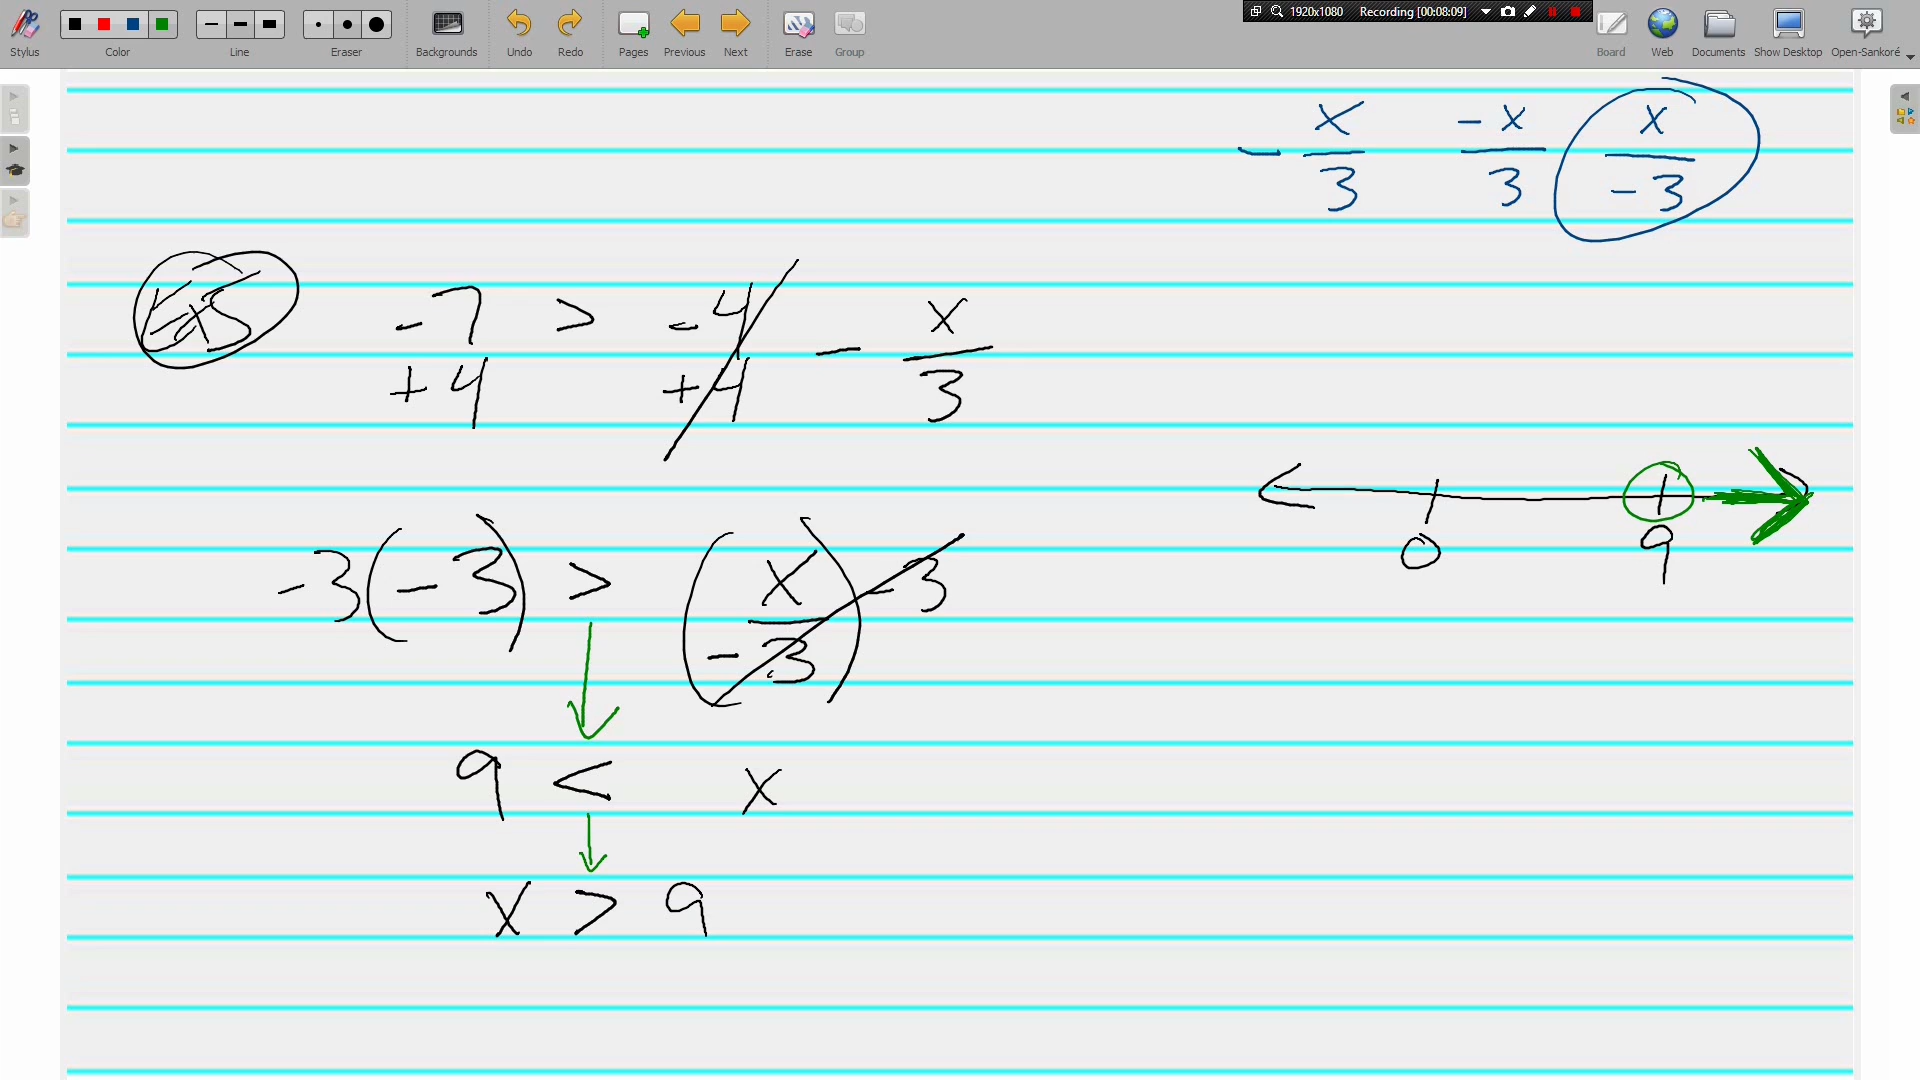 1920x1080 Recording [00:08:09]
Stylus Color Line Eraser Backgrounds Undo Redo Pages Previous Next Erase Group Board Web Documents Show Desktop Open-Sankoré
- x/3 -x/3 x/-3
Ex5
-7 > -4 - x/3
+4 +4
0 9
-3(-3) > (x/-3)-3
9 < x
x > 9